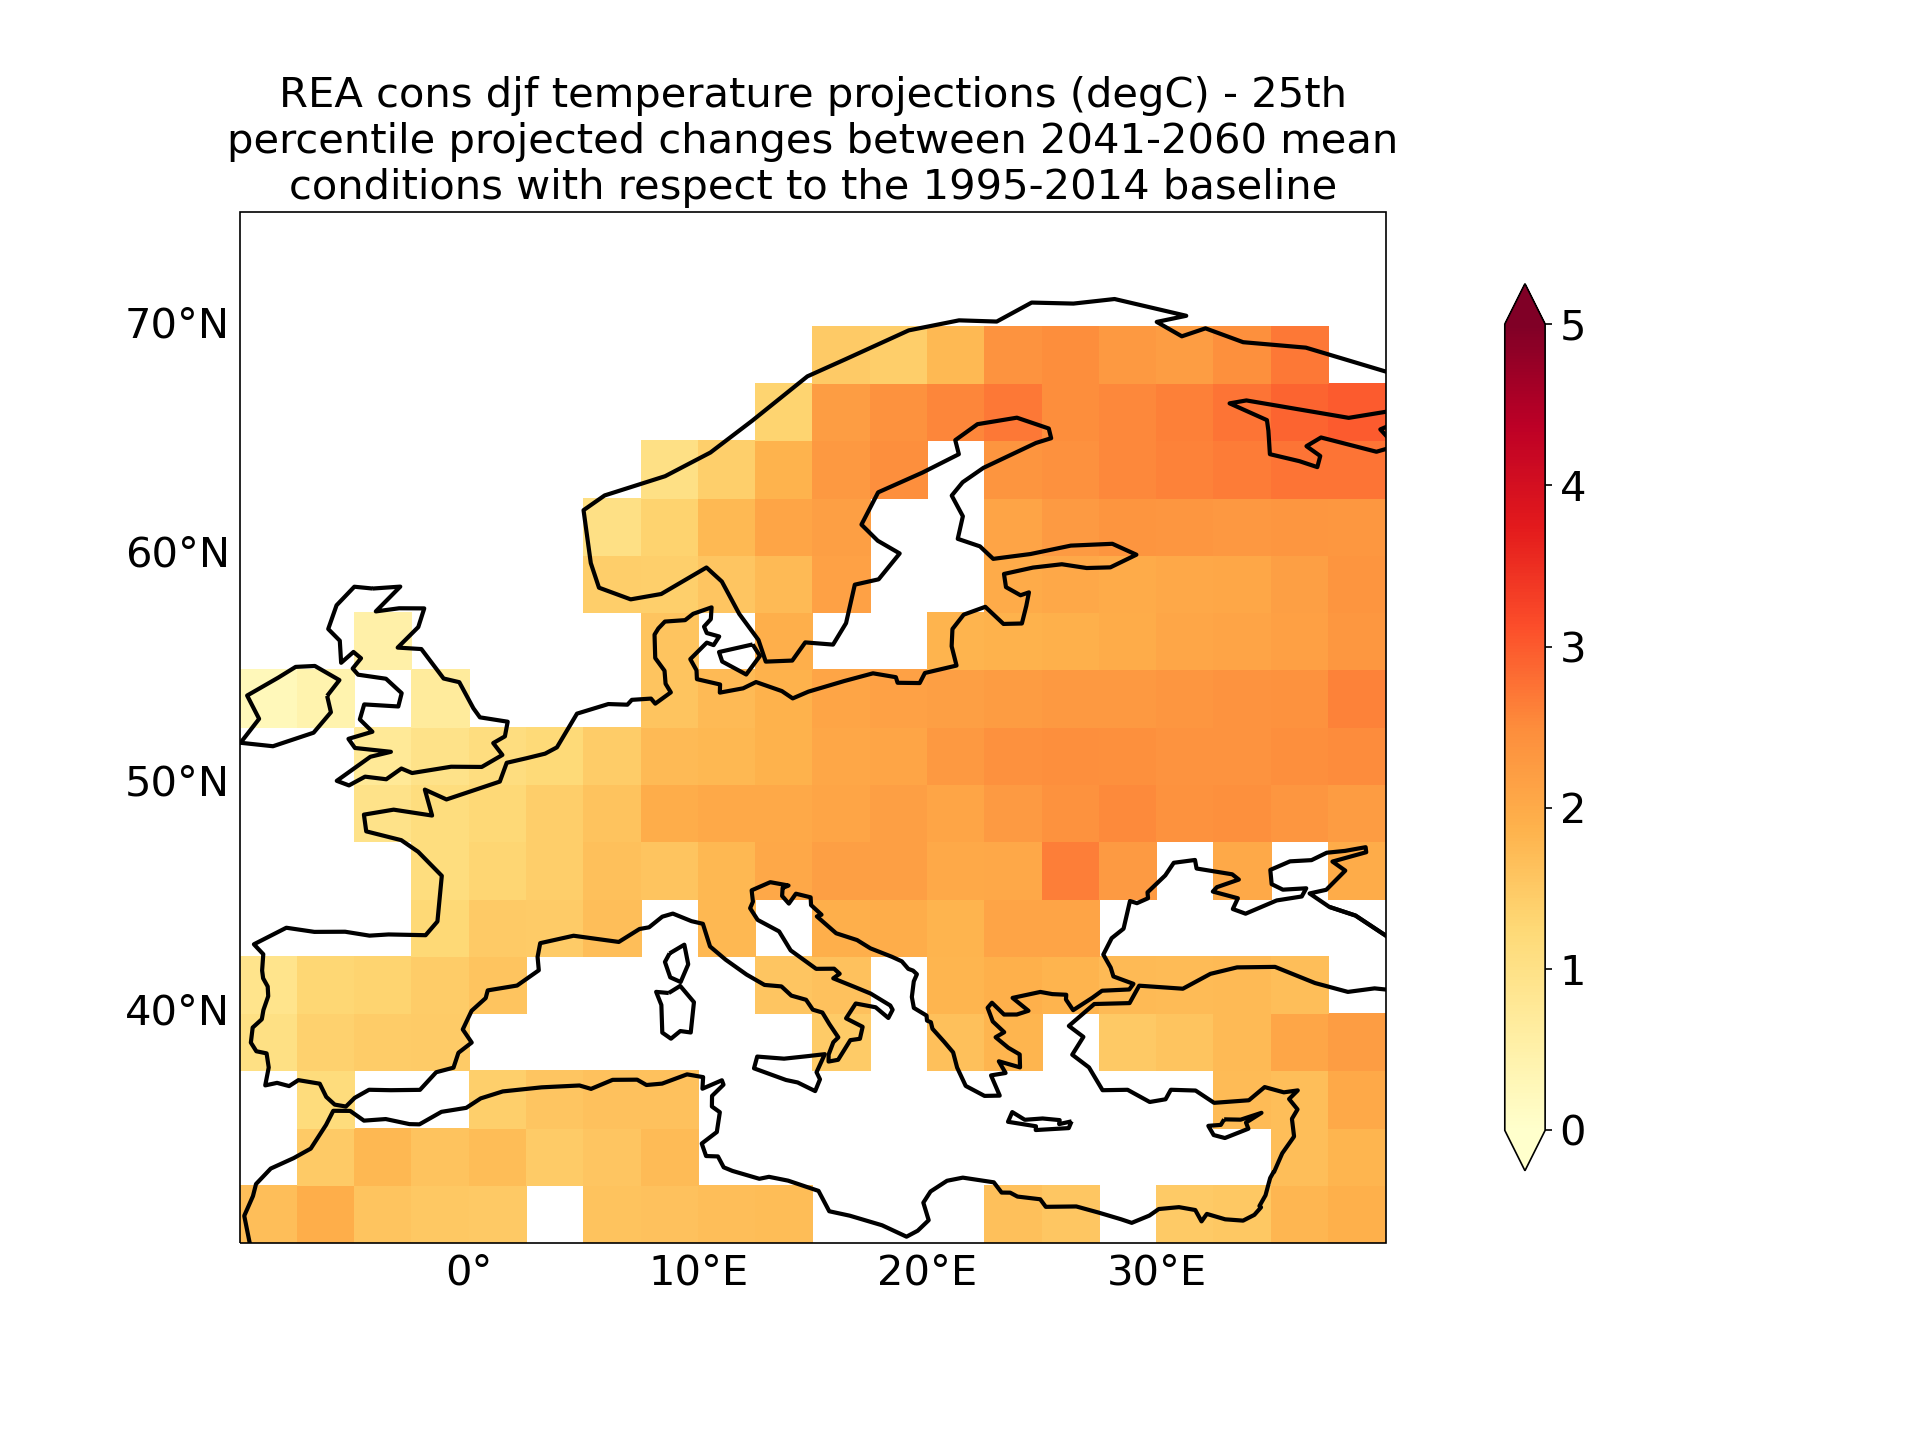 REA cons djf temperature projections (degC) - 25th
percentile projected changes between 2041-2060 mean
conditions with respect to the 1995-2014 baseline
70°N
60°N
50°N
40°N
0°
10°E
20°E
30°E
5
4
3
2
1
0